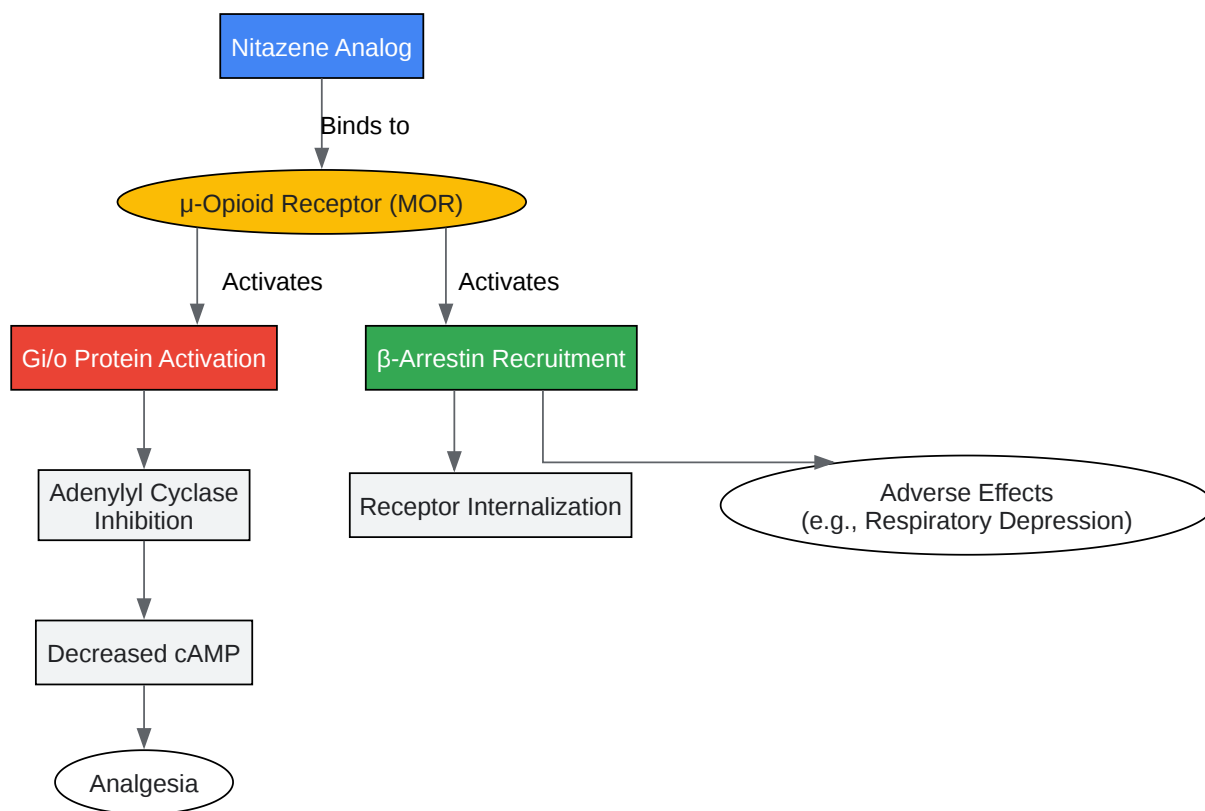 Nitazene Analog
Binds to
μ-Opioid Receptor (MOR)
Activates
Activates
Gi/o Protein Activation
β-Arrestin Recruitment
Adenylyl Cyclase
Inhibition
Receptor Internalization
Adverse Effects
(e.g., Respiratory Depression)
Decreased cAMP
Analgesia